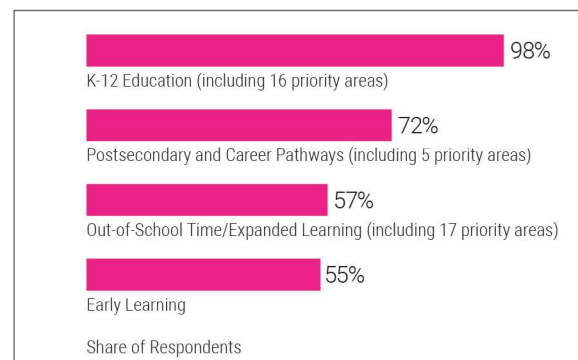 98%
K-12 Education (including 16 priority areas)
72%
Postsecondary and Career Pathways (including 5 priority areas)
57%
Out-of-School Time/Expanded Learning (including 17 priority areas)
55%
Early Learning
Share of Respondents